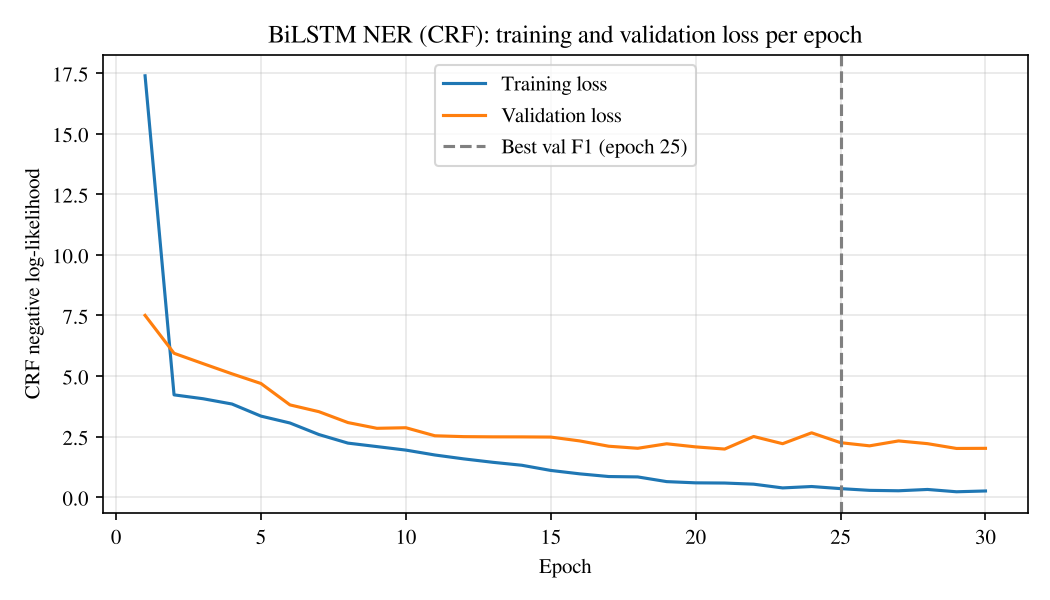 BiLSTM NER (CRF): training and validation loss per epoch
Training loss
Validation loss
Best val F1 (epoch 25)
CRF negative log-likelihood
17.5
15.0
12.5
10.0
7.5
5.0
2.5
0.0
0 5 10 15 20 25 30
Epoch